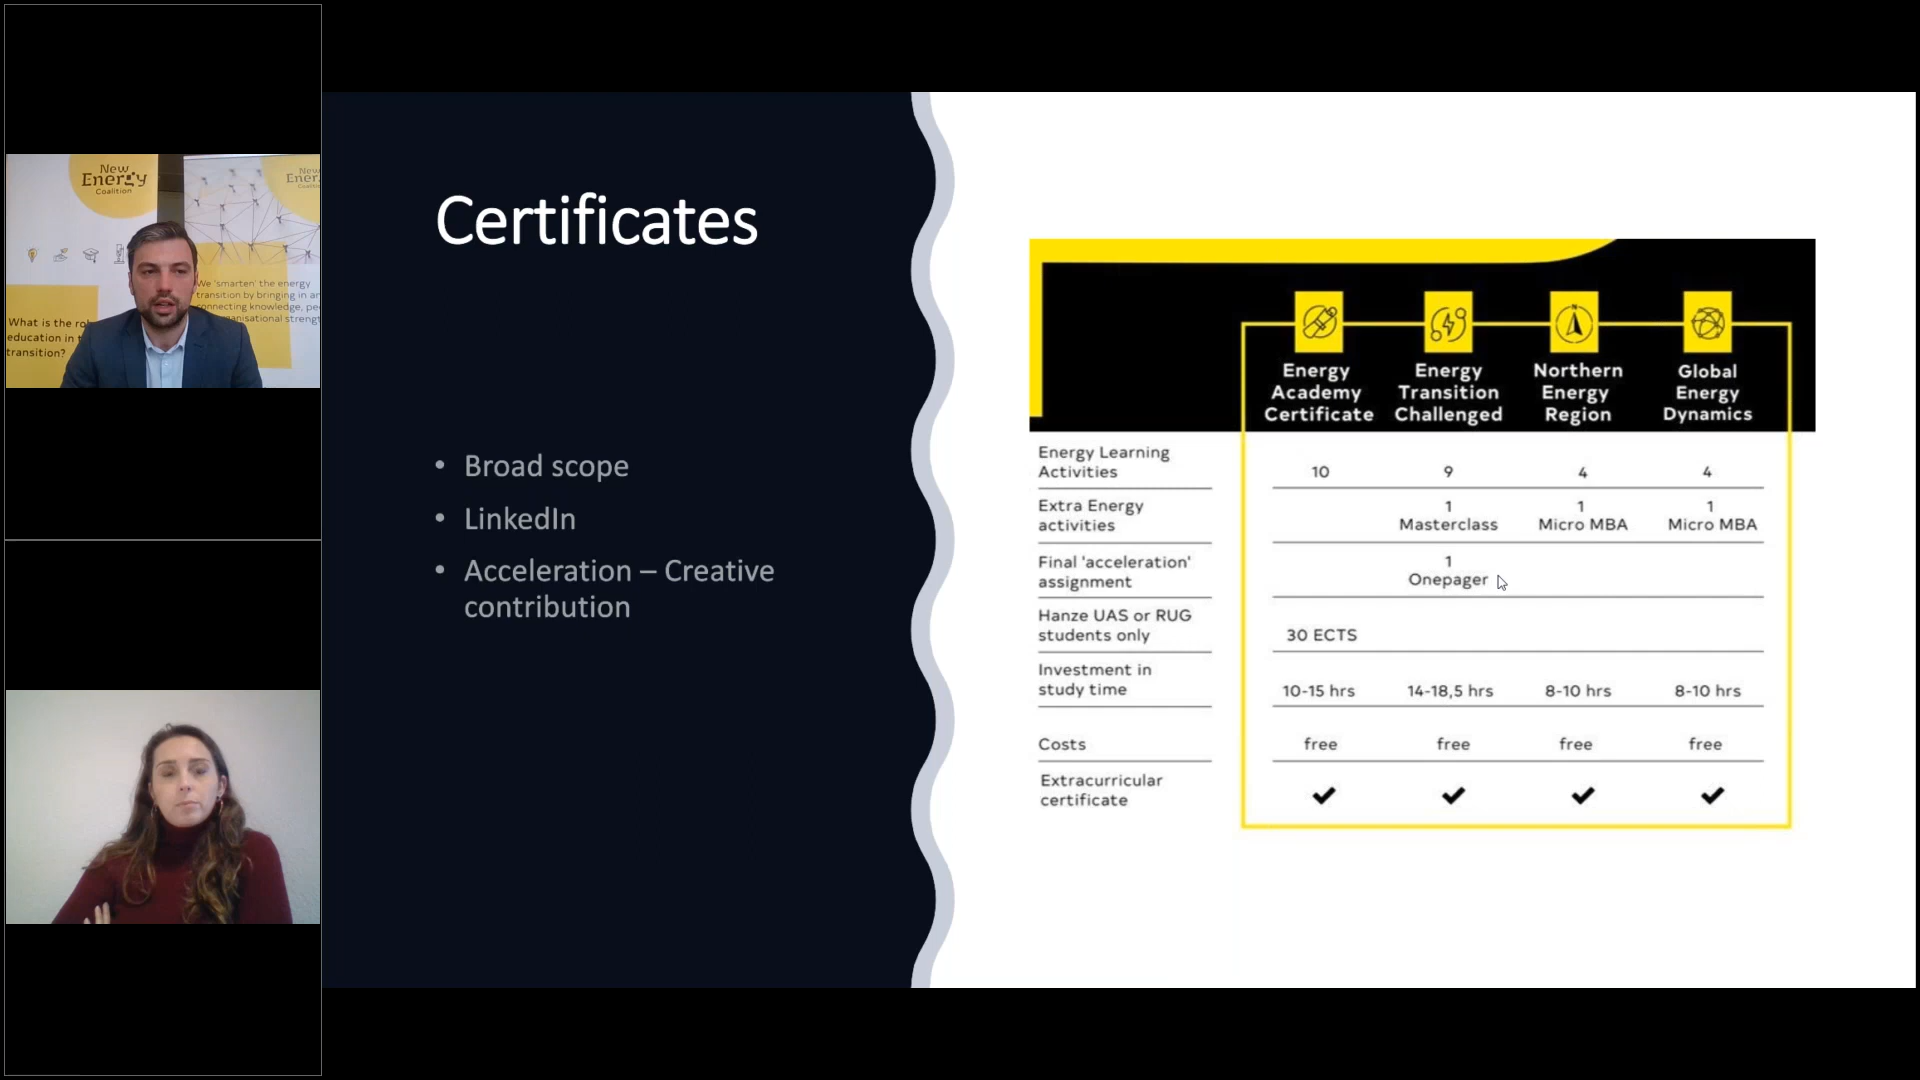 New
Energy
Coalition
New
Ener
We 'smarten' the energy
transition by bringing in an
connecting knowledge, pe
anisational streng
What is the ro
education in t
transition?
Certificates
• Broad scope
• LinkedIn
• Acceleration – Creative
contribution
Energy
Academy
Certificate
Energy
Transition
Challenged
Northern
Energy
Region
Global
Energy
Dynamics
Energy Learning
Activities
10
9
4
4
Extra Energy
activities
1
Masterclass
1
Micro MBA
1
Micro MBA
Final 'acceleration'
assignment
1
Onepager
Hanze UAS or RUG
students only
30 ECTS
Investment in
study time
10-15 hrs
14-18,5 hrs
8-10 hrs
8-10 hrs
Costs
free
free
free
free
Extracurricular
certificate